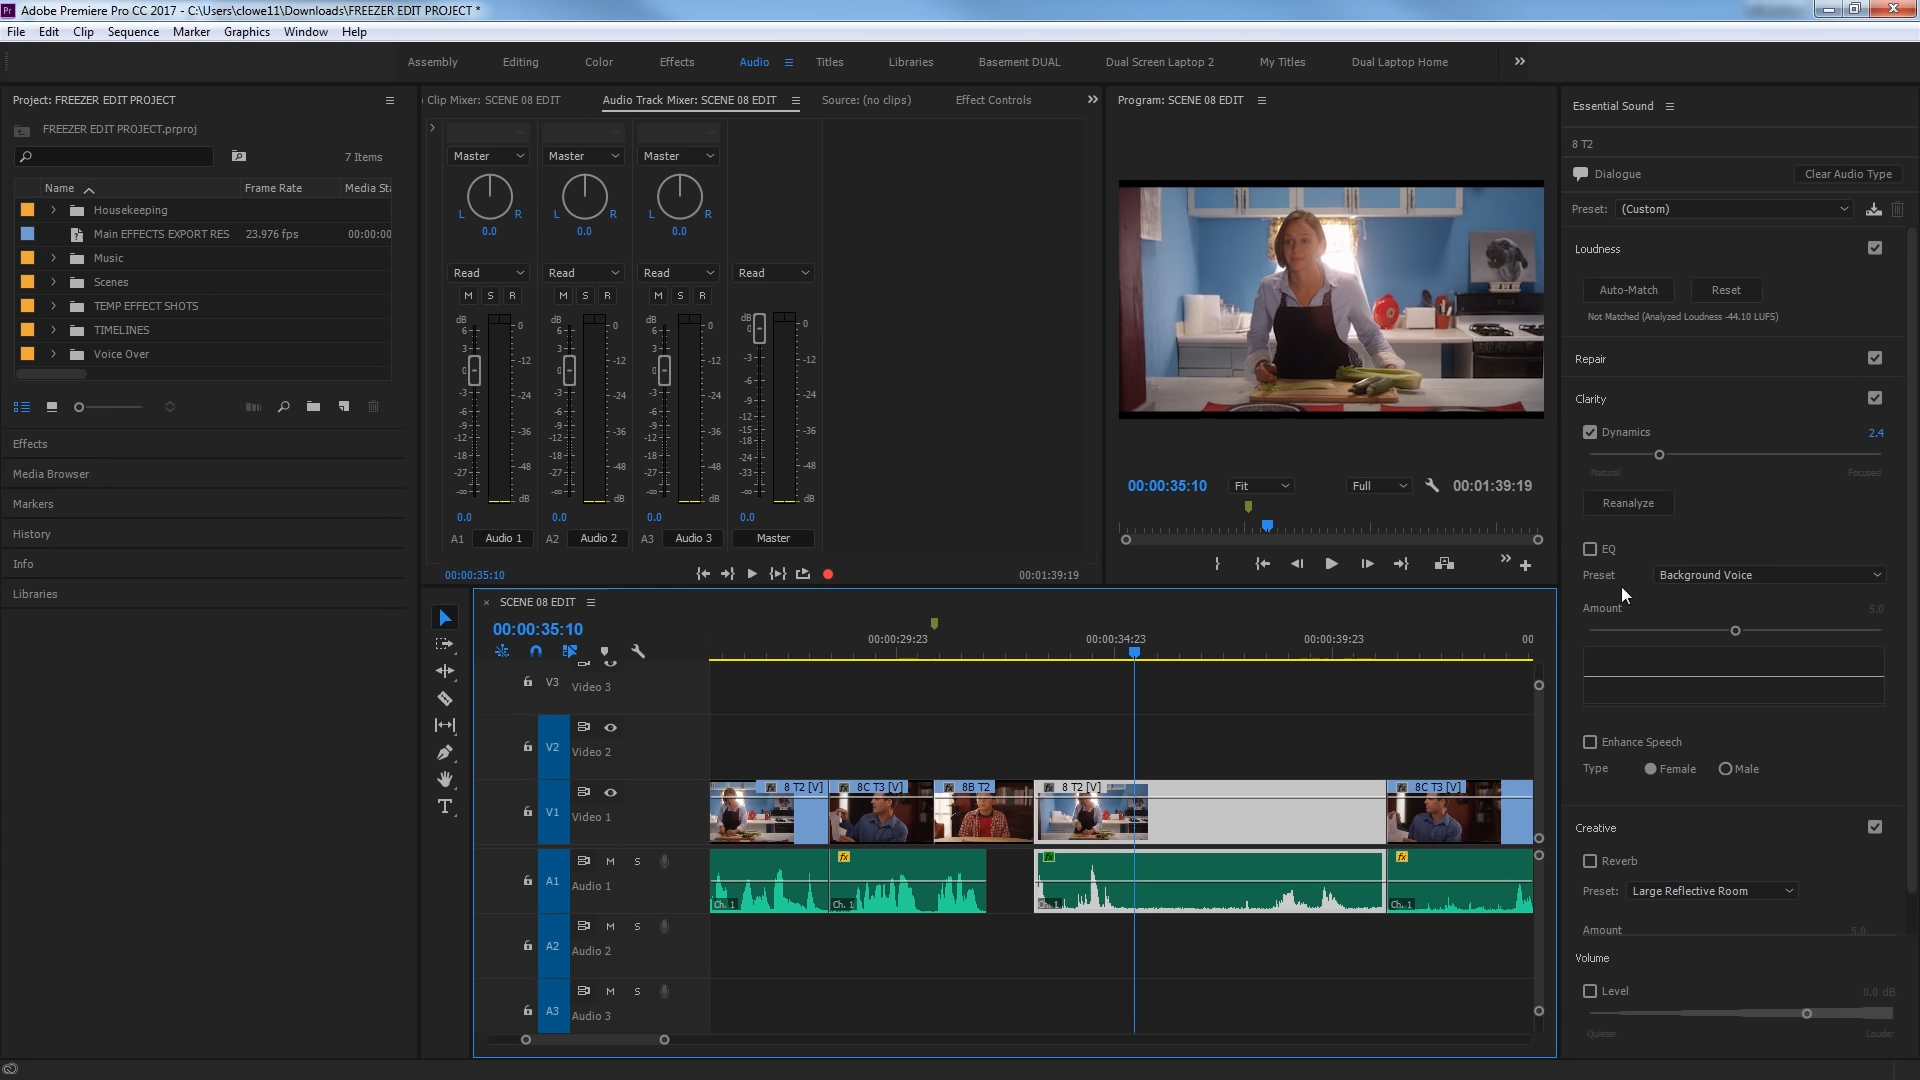 Adobe Premiere Pro CC 2017 - C:\Users\clowe11\Downloads\FREEZER EDIT PROJECT *
File Edit Clip Sequence Marker Graphics Window Help
Assembly Editing Color Effects Audio Titles Libraries Basement DUAL Dual Screen Laptop 2 My Titles Dual Laptop Home
Project: FREEZER EDIT PROJECT
FREEZER EDIT PROJECT.prproj
7 Items
Name Frame Rate Media St
Housekeeping
Main EFFECTS EXPORT RES 23.976 fps 00:00:00
Music
Scenes
TEMP EFFECT SHOTS
TIMELINES
Voice Over
Effects
Media Browser
Markers
History
Info
Libraries
Clip Mixer: SCENE 08 EDIT Audio Track Mixer: SCENE 08 EDIT Source: (no clips) Effect Controls
Master Master Master
L R L R L R
0.0 0.0 0.0
Read Read Read Read
M S R M S R M S R
dB dB dB dB
6 0 6 0 6 0 0 0
3 -12 3 -12 3 -12 -3 -12
0 0 0
-3 -24 -3 -24 -3 -24 -6 -24
-6 -6 -6 -9
-9 -36 -9 -36 -9 -36 -12 -36
-12 -12 -12 -15
-18 -48 -18 -48 -18 -48 -18 -48
-27 -27 -27 -24
-∞ dB -∞ dB -∞ dB -33 -∞ dB
0.0 0.0 0.0 0.0
A1 Audio 1 A2 Audio 2 A3 Audio 3 Master
00:00:35:10 00:01:39:19
Program: SCENE 08 EDIT
00:00:35:10 Fit Full 00:01:39:19
SCENE 08 EDIT
00:00:35:10
00:00:29:23 00:00:34:23 00:00:39:23 00
V3 Video 3
V2 Video 2
V1 Video 1
fx 8 T2 [V] fx 8C T3 [V] fx 8B T2 fx 8 T2 [V] fx 8C T3 [V]
A1 M S Audio 1
fx fx fx
Ch. 1 Ch. 1 Ch. 1 Ch. 1
A2 M S Audio 2
A3 M S Audio 3
Essential Sound
8 T2
Dialogue Clear Audio Type
Preset: (Custom)
Loudness
Auto-Match Reset
Not Matched (Analyzed Loudness -44.10 LUFS)
Repair
Clarity
Dynamics 2.4
Natural Focused
Reanalyze
EQ
Preset Background Voice
Amount 5.0
Enhance Speech
Type Female Male
Creative
Reverb
Preset: Large Reflective Room
Amount 5.0
Volume
Level 0.0 dB
Quieter Louder